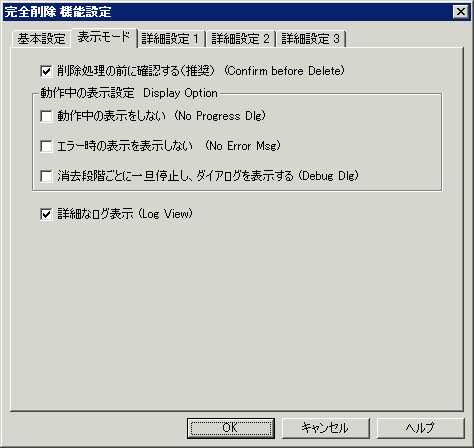 完全削除 機能設定
基本設定 表示モード 詳細設定 1 詳細設定 2 詳細設定 3
削除処理の前に確認する(推奨) (Confirm before Delete)
動作中の表示設定 Display Option
動作中の表示をしない (No Progress Dlg)
エラー時の表示を表示しない (No Error Msg)
消去段階ごとに一旦停止し、ダイアログを表示する (Debug Dlg)
詳細なログ表示 (Log View)
OK キャンセル ヘルプ